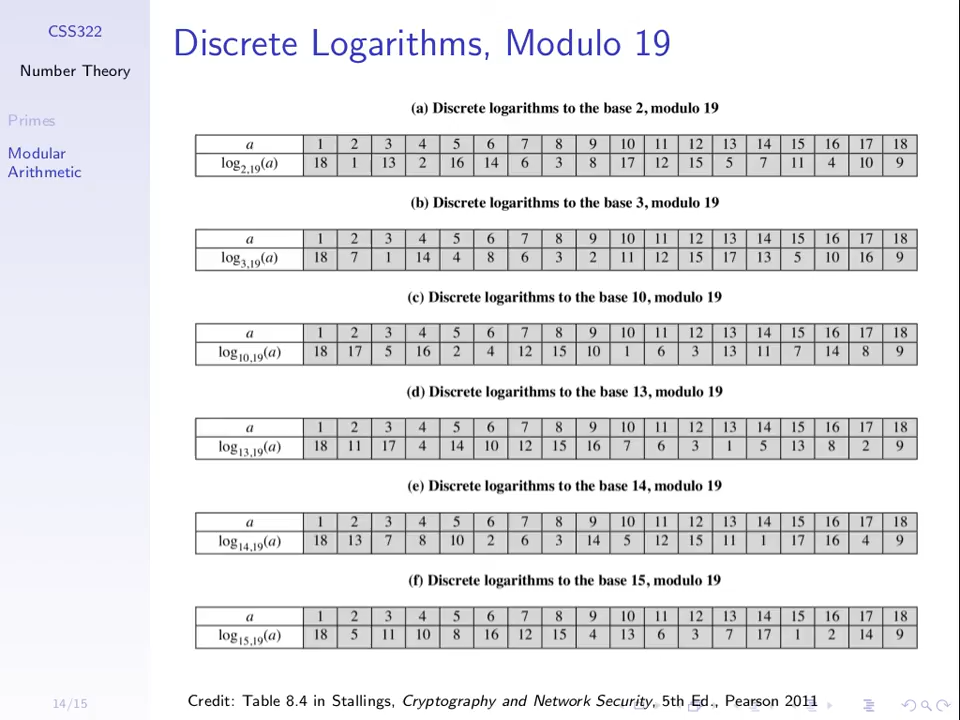 CSS322
Number Theory
Primes
Modular
Arithmetic
Discrete Logarithms, Modulo 19
(a) Discrete logarithms to the base 2, modulo 19
a 1 2 3 4 5 6 7 8 9 10 11 12 13 14 15 16 17 18
log2,19(a) 18 1 13 2 16 14 6 3 8 17 12 15 5 7 11 4 10 9
(b) Discrete logarithms to the base 3, modulo 19
a 1 2 3 4 5 6 7 8 9 10 11 12 13 14 15 16 17 18
log3,19(a) 18 7 1 14 4 8 6 3 2 11 12 15 17 13 5 10 16 9
(c) Discrete logarithms to the base 10, modulo 19
a 1 2 3 4 5 6 7 8 9 10 11 12 13 14 15 16 17 18
log10,19(a) 18 17 5 16 2 4 12 15 10 1 6 3 13 11 7 14 8 9
(d) Discrete logarithms to the base 13, modulo 19
a 1 2 3 4 5 6 7 8 9 10 11 12 13 14 15 16 17 18
log13,19(a) 18 11 17 4 14 10 12 15 16 7 6 3 1 5 13 8 2 9
(e) Discrete logarithms to the base 14, modulo 19
a 1 2 3 4 5 6 7 8 9 10 11 12 13 14 15 16 17 18
log14,19(a) 18 13 7 8 10 2 6 3 14 5 12 15 11 1 17 16 4 9
(f) Discrete logarithms to the base 15, modulo 19
a 1 2 3 4 5 6 7 8 9 10 11 12 13 14 15 16 17 18
log15,19(a) 18 5 11 10 8 16 12 15 4 13 6 3 7 17 1 2 14 9
14/15
Credit: Table 8.4 in Stallings, Cryptography and Network Security, 5th Ed., Pearson 2011